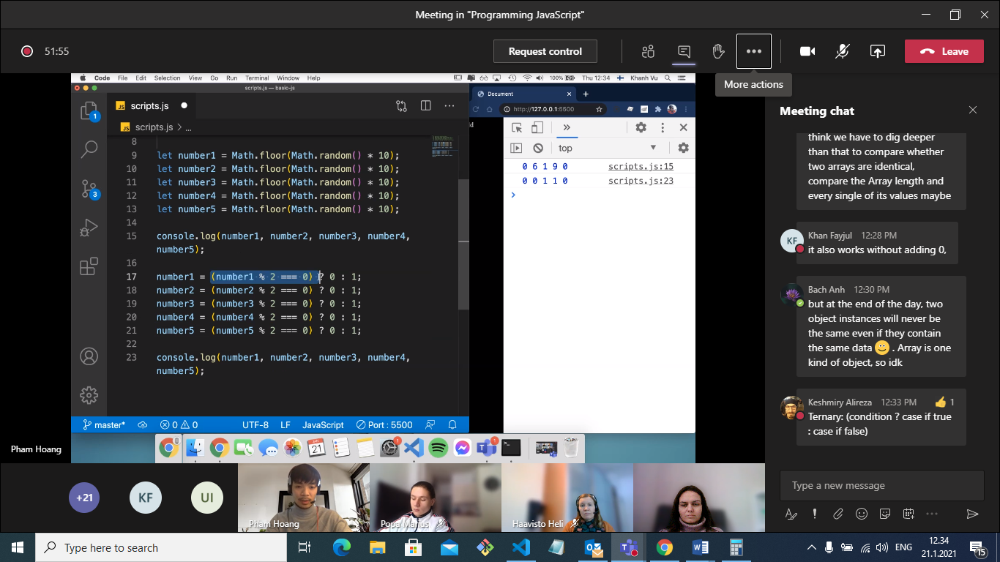 Meeting in "Programming JavaScript"
51:55
Request control
Leave
More actions
Code File Edit Selection View Go Run Terminal Window Help
100% Thu 12:34 Khanh Vu
scripts.js — basic-js
JS scripts.js
JS scripts.js > ...
1
3
8
9 let number1 = Math.floor(Math.random() * 10);
10 let number2 = Math.floor(Math.random() * 10);
11 let number3 = Math.floor(Math.random() * 10);
12 let number4 = Math.floor(Math.random() * 10);
13 let number5 = Math.floor(Math.random() * 10);
14
15 console.log(number1, number2, number3, number4,
number5);
16
17 number1 = (number1 % 2 === 0) ? 0 : 1;
18 number2 = (number2 % 2 === 0) ? 0 : 1;
19 number3 = (number3 % 2 === 0) ? 0 : 1;
20 number4 = (number4 % 2 === 0) ? 0 : 1;
21 number5 = (number5 % 2 === 0) ? 0 : 1;
22
23 console.log(number1, number2, number3, number4,
number5);
master* 0 0 UTF-8 LF JavaScript Port : 5500
Document
http://127.0.0.1:5500
top
0 6 1 9 0 scripts.js:15
0 0 1 1 0 scripts.js:23
JAN
21
1
1
Pham Hoang
+21
KF
UI
Pham Hoang
Popa Marius
Haavisto Heli
Meeting chat
think we have to dig deeper
than that to compare whether
two arrays are identical,
compare the Array length and
every single of its values maybe
KF
Khan Fayjul 12:28 PM
it also works without adding 0,
Bach Anh 12:30 PM
but at the end of the day, two
object instances will never be
the same even if they contain
the same data 🙂 . Array is one
kind of object, so idk
Keshmiry Alireza 12:33 PM 👍 1
Ternary: (condition ? case if true
: case if false)
Type a new message
Type here to search
ENG
12.34
21.1.2021
15